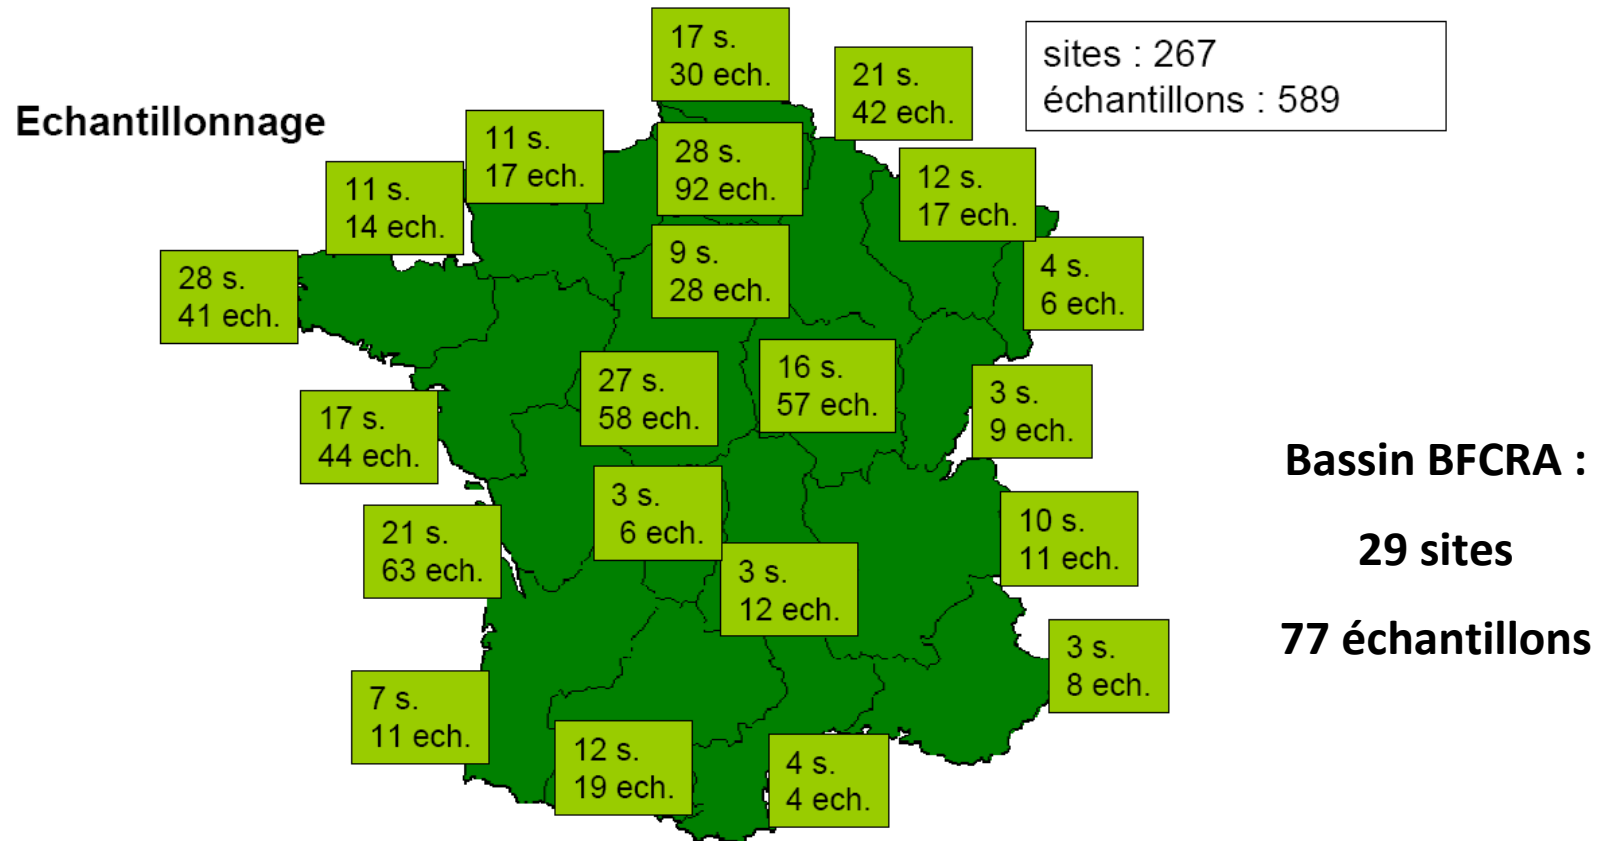 17 s.
30 ech.
21 s.
42 ech.
sites : 267
échantillons : 589
Echantillonnage
11 s.
17 ech.
28 s.
92 ech.
12 s.
17 ech.
11 s.
14 ech.
9 s.
28 ech.
4 s.
6 ech.
28 s.
41 ech.
27 s.
58 ech.
16 s.
57 ech.
3 s.
9 ech.
17 s.
44 ech.
Bassin BFCRA :
29 sites
77 échantillons
3 s.
6 ech.
10 s.
11 ech.
21 s.
63 ech.
3 s.
12 ech.
3 s.
8 ech.
7 s.
11 ech.
12 s.
19 ech.
4 s.
4 ech.